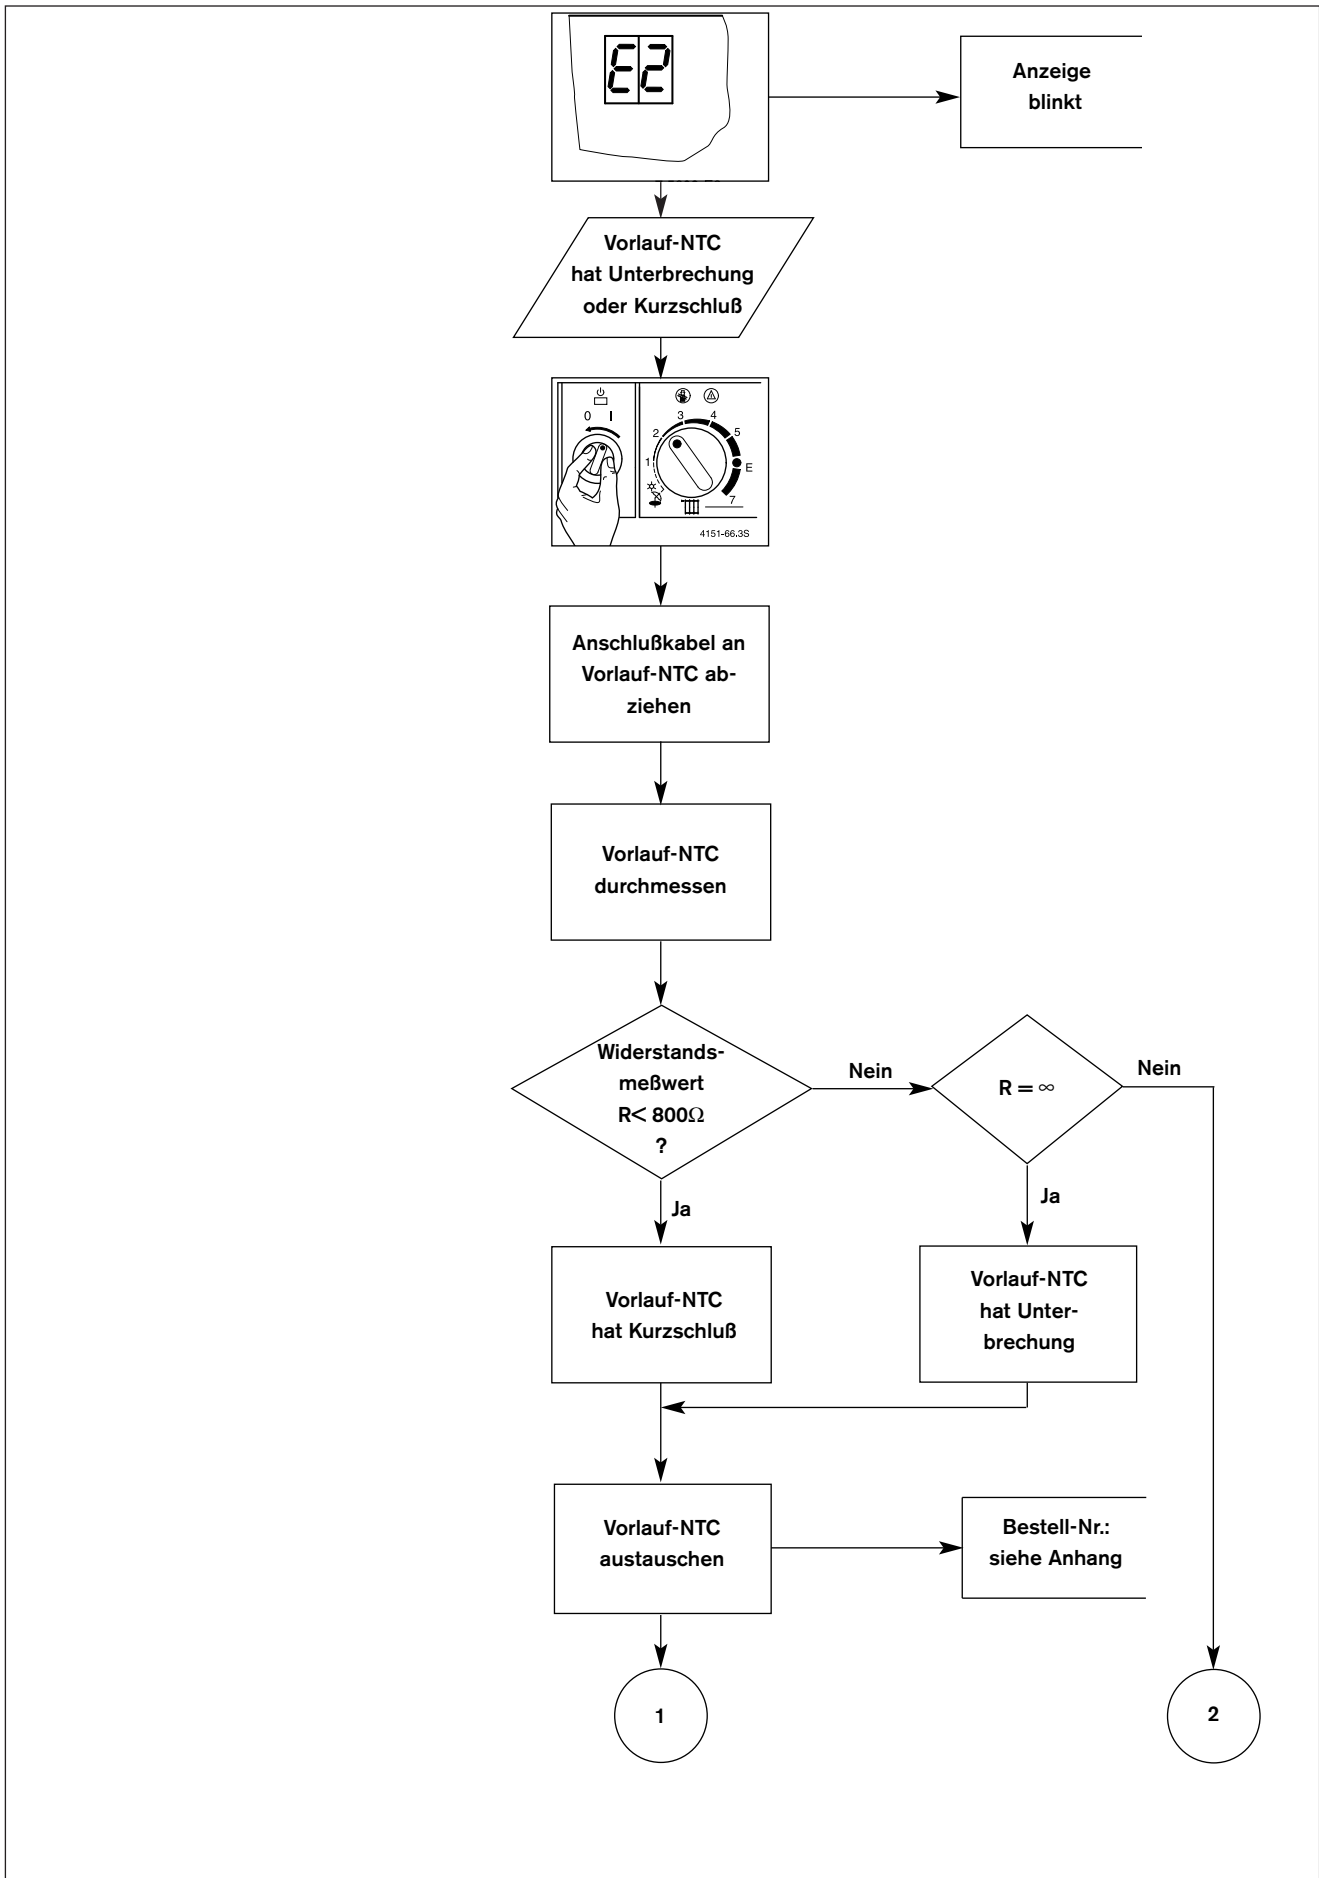 E2
Anzeige
blinkt
Vorlauf-NTC
hat Unterbrechung
oder Kurzschluß
0 I
1
2
3
4
5
E
7
4151-66.3S
Anschlußkabel an
Vorlauf-NTC ab-
ziehen
Vorlauf-NTC
durchmessen
Widerstands-
meßwert
R< 800Ω
?
Nein
R = ∞
Nein
Ja
Ja
Vorlauf-NTC
hat Kurzschluß
Vorlauf-NTC
hat Unter-
brechung
Vorlauf-NTC
austauschen
Bestell-Nr.:
siehe Anhang
1
2